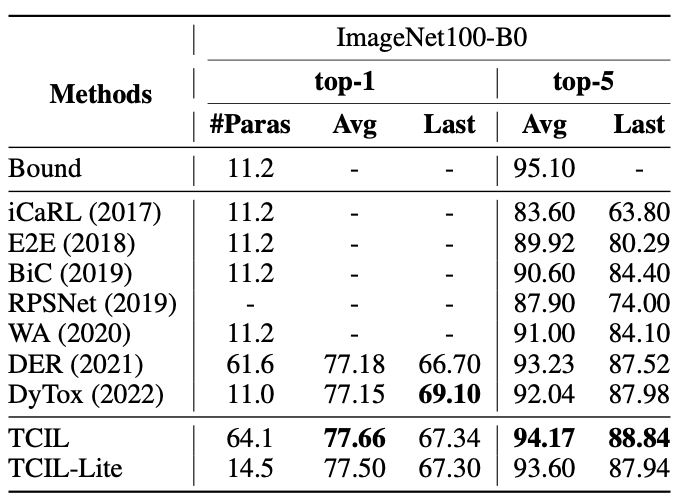 ImageNet100-B0
Methods top-1 top-5
#Paras Avg Last Avg Last
Bound 11.2 - - 95.10 -
iCaRL (2017) 11.2 - - 83.60 63.80
E2E (2018) 11.2 - - 89.92 80.29
BiC (2019) 11.2 - - 90.60 84.40
RPSNet (2019) - - - 87.90 74.00
WA (2020) 11.2 - - 91.00 84.10
DER (2021) 61.6 77.18 66.70 93.23 87.52
DyTox (2022) 11.0 77.15 69.10 92.04 87.98
TCIL 64.1 77.66 67.34 94.17 88.84
TCIL-Lite 14.5 77.50 67.30 93.60 87.94